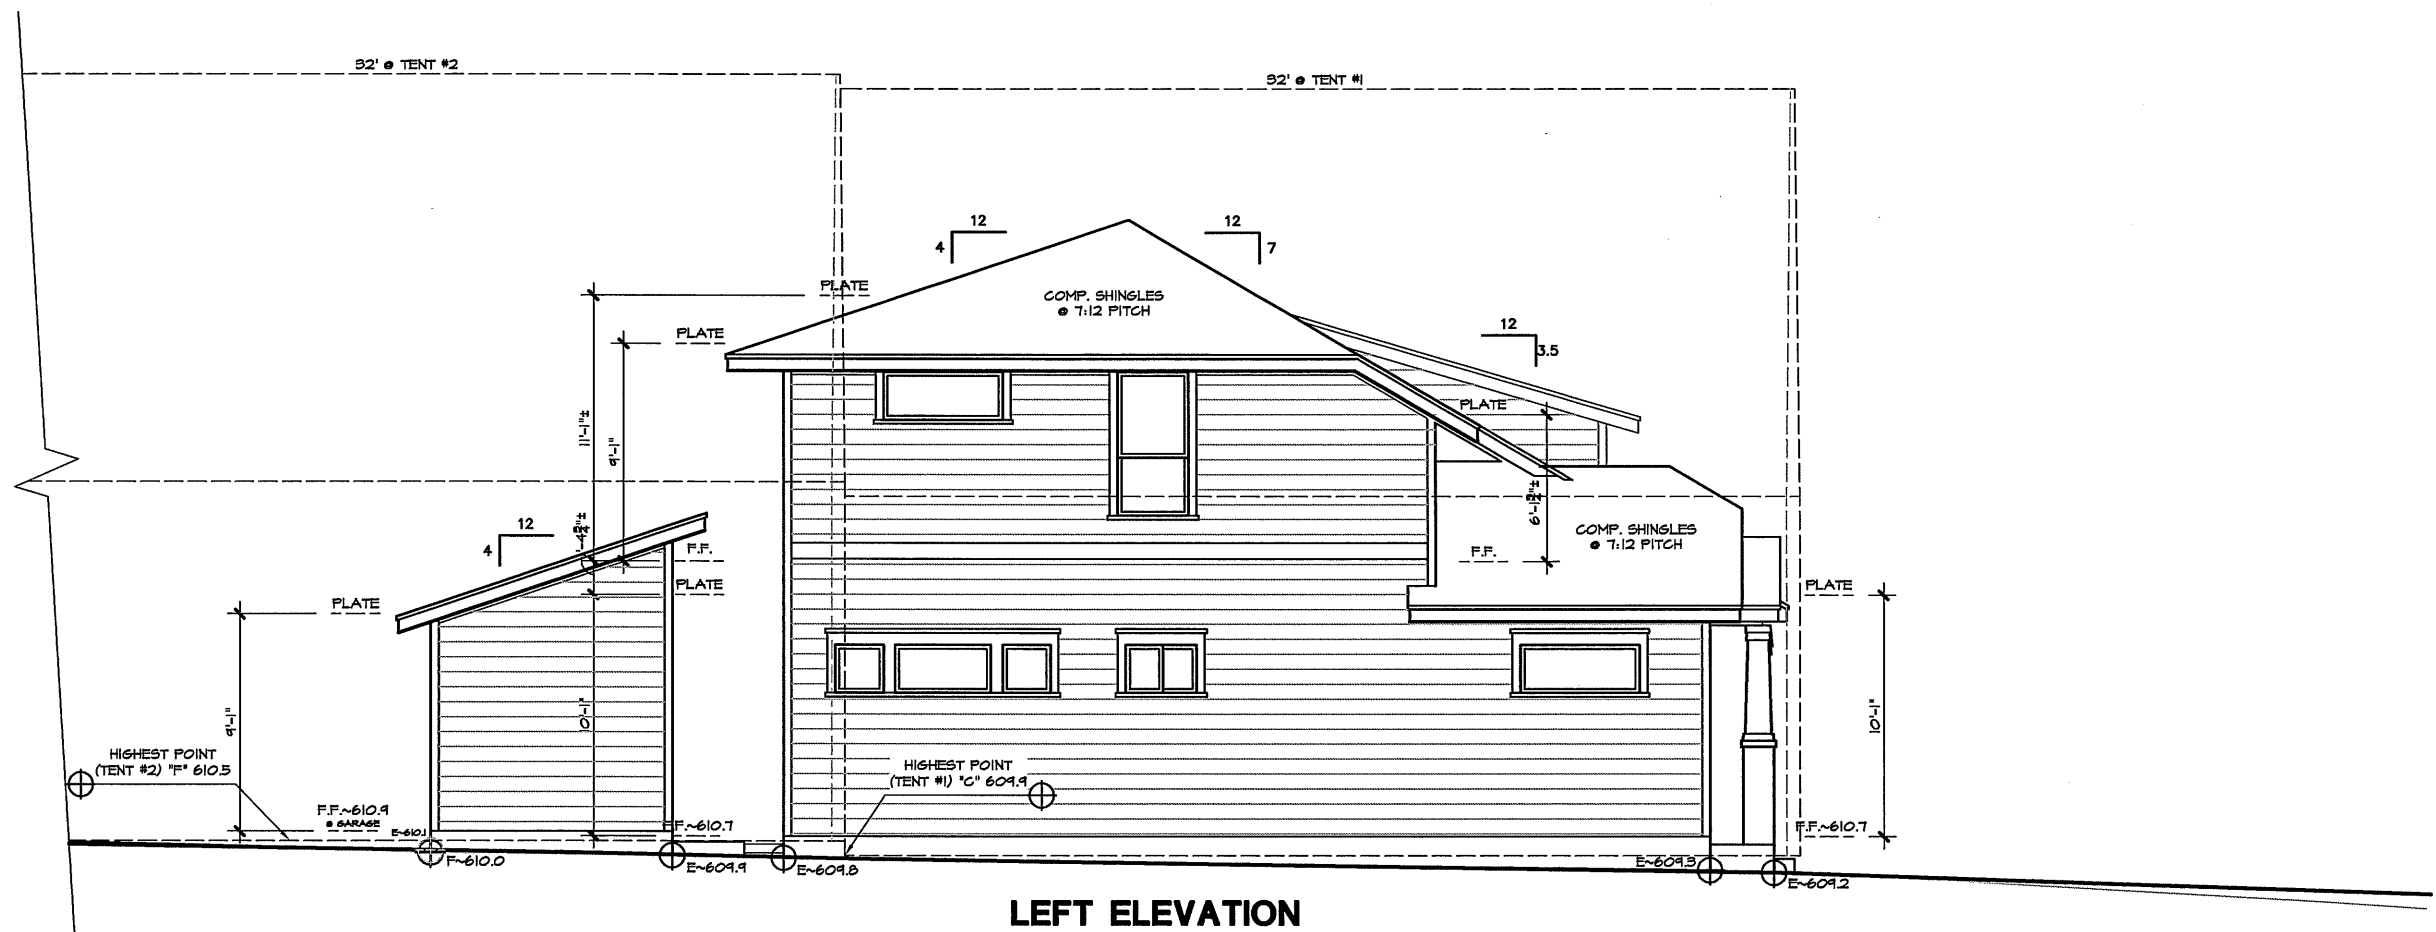 32' @ TENT #2
32' @ TENT #1
12
4
12
7
PLATE
COMP. SHINGLES
@ 7:12 PITCH
PLATE
12
3.5
PLATE
11'-1"±
9'-1"
6'-1¾"±
12
4
F.F.
F.F.
COMP. SHINGLES
@ 7:12 PITCH
PLATE
PLATE
PLATE
9'-1"
10'-1"
10'-1"
HIGHEST POINT
(TENT #2) "F" 610.5
HIGHEST POINT
(TENT #1) "C" 609.9
F.F.~610.9
@ GARAGE
E~610.1
F.~610.7
F.F.~610.7
F~610.0
E~609.9
E~609.8
E~609.3
E~609.2
LEFT ELEVATION